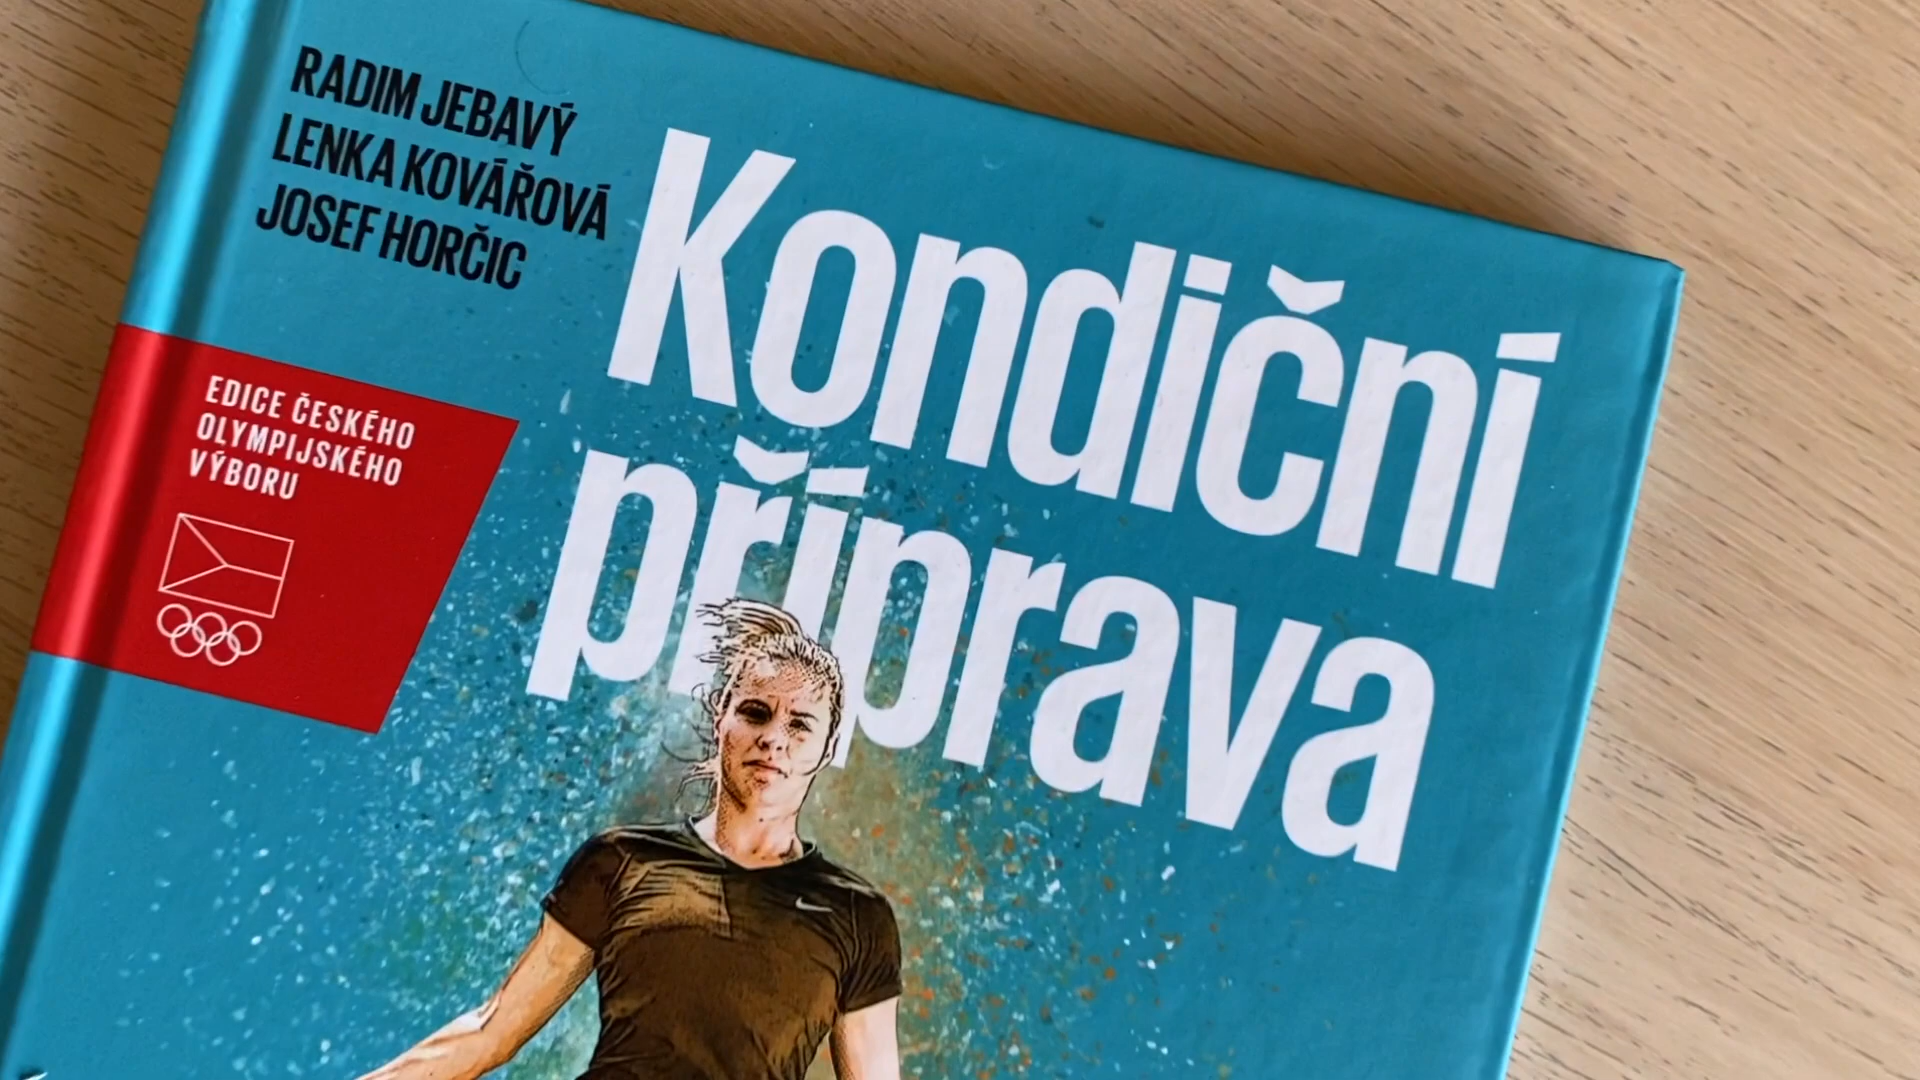 RADIM JEBAVÝ
LENKA KOVÁŘOVÁ
JOSEF HORČIC
Kondiční
příprava
EDICE ČESKÉHO
OLYMPIJSKÉHO
VÝBORU